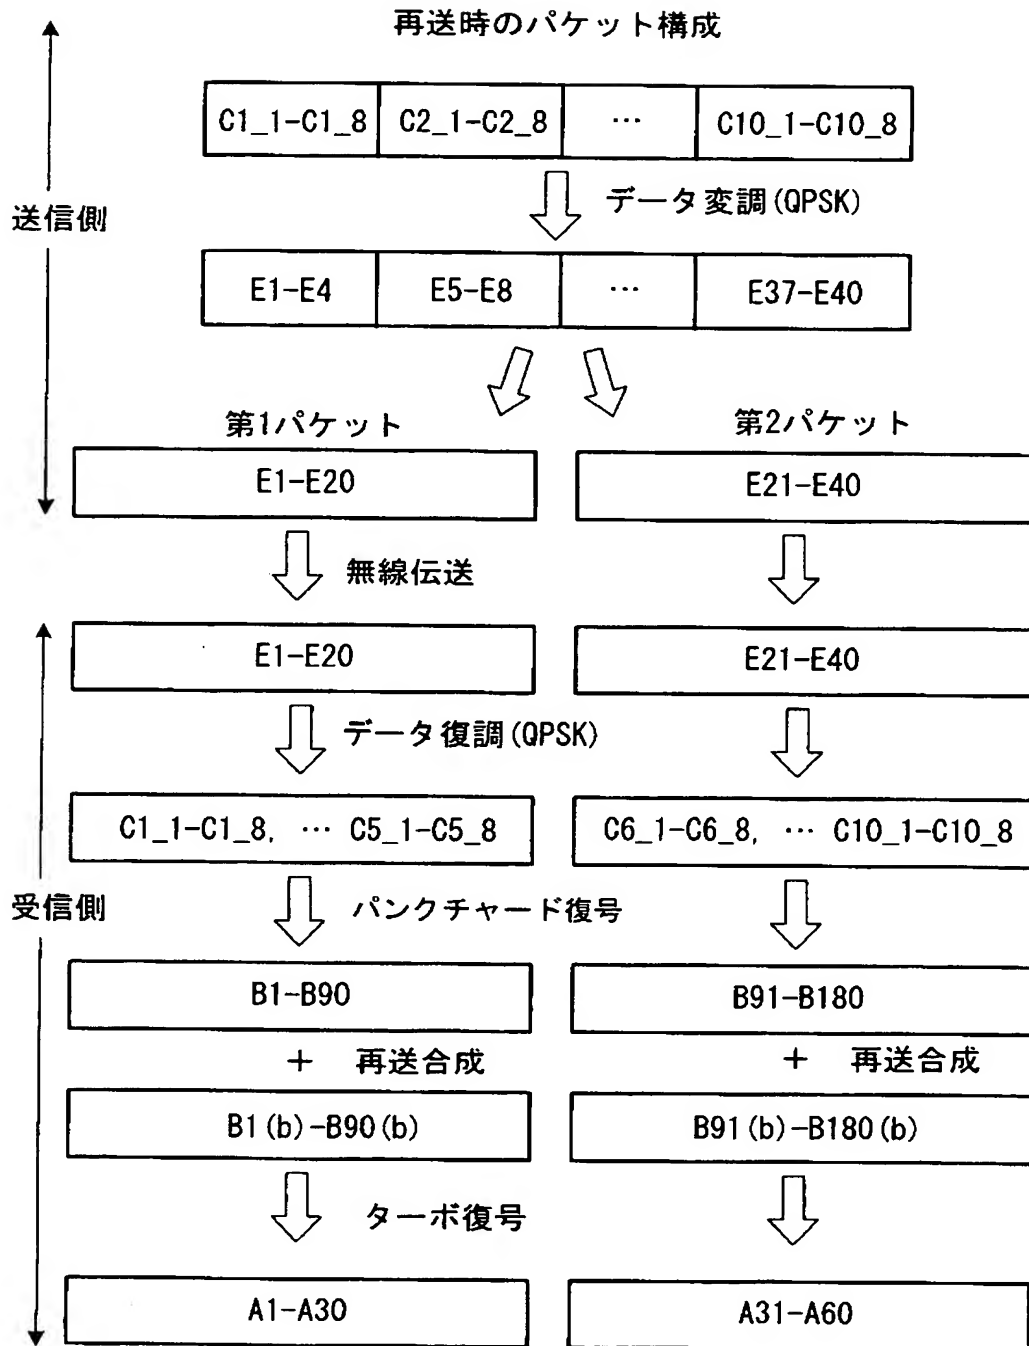 再送時のパケット構成
C1_1-C1_8 C2_1-C2_8 … C10_1-C10_8
データ変調(QPSK)
送信側
E1-E4 E5-E8 … E37-E40
第1パケット 第2パケット
E1-E20 E21-E40
無線伝送
E1-E20 E21-E40
データ復調(QPSK)
C1_1-C1_8, … C5_1-C5_8 C6_1-C6_8, … C10_1-C10_8
受信側
パンクチャード復号
B1-B90 B91-B180
+ 再送合成 + 再送合成
B1(b)-B90(b) B91(b)-B180(b)
ターボ復号
A1-A30 A31-A60